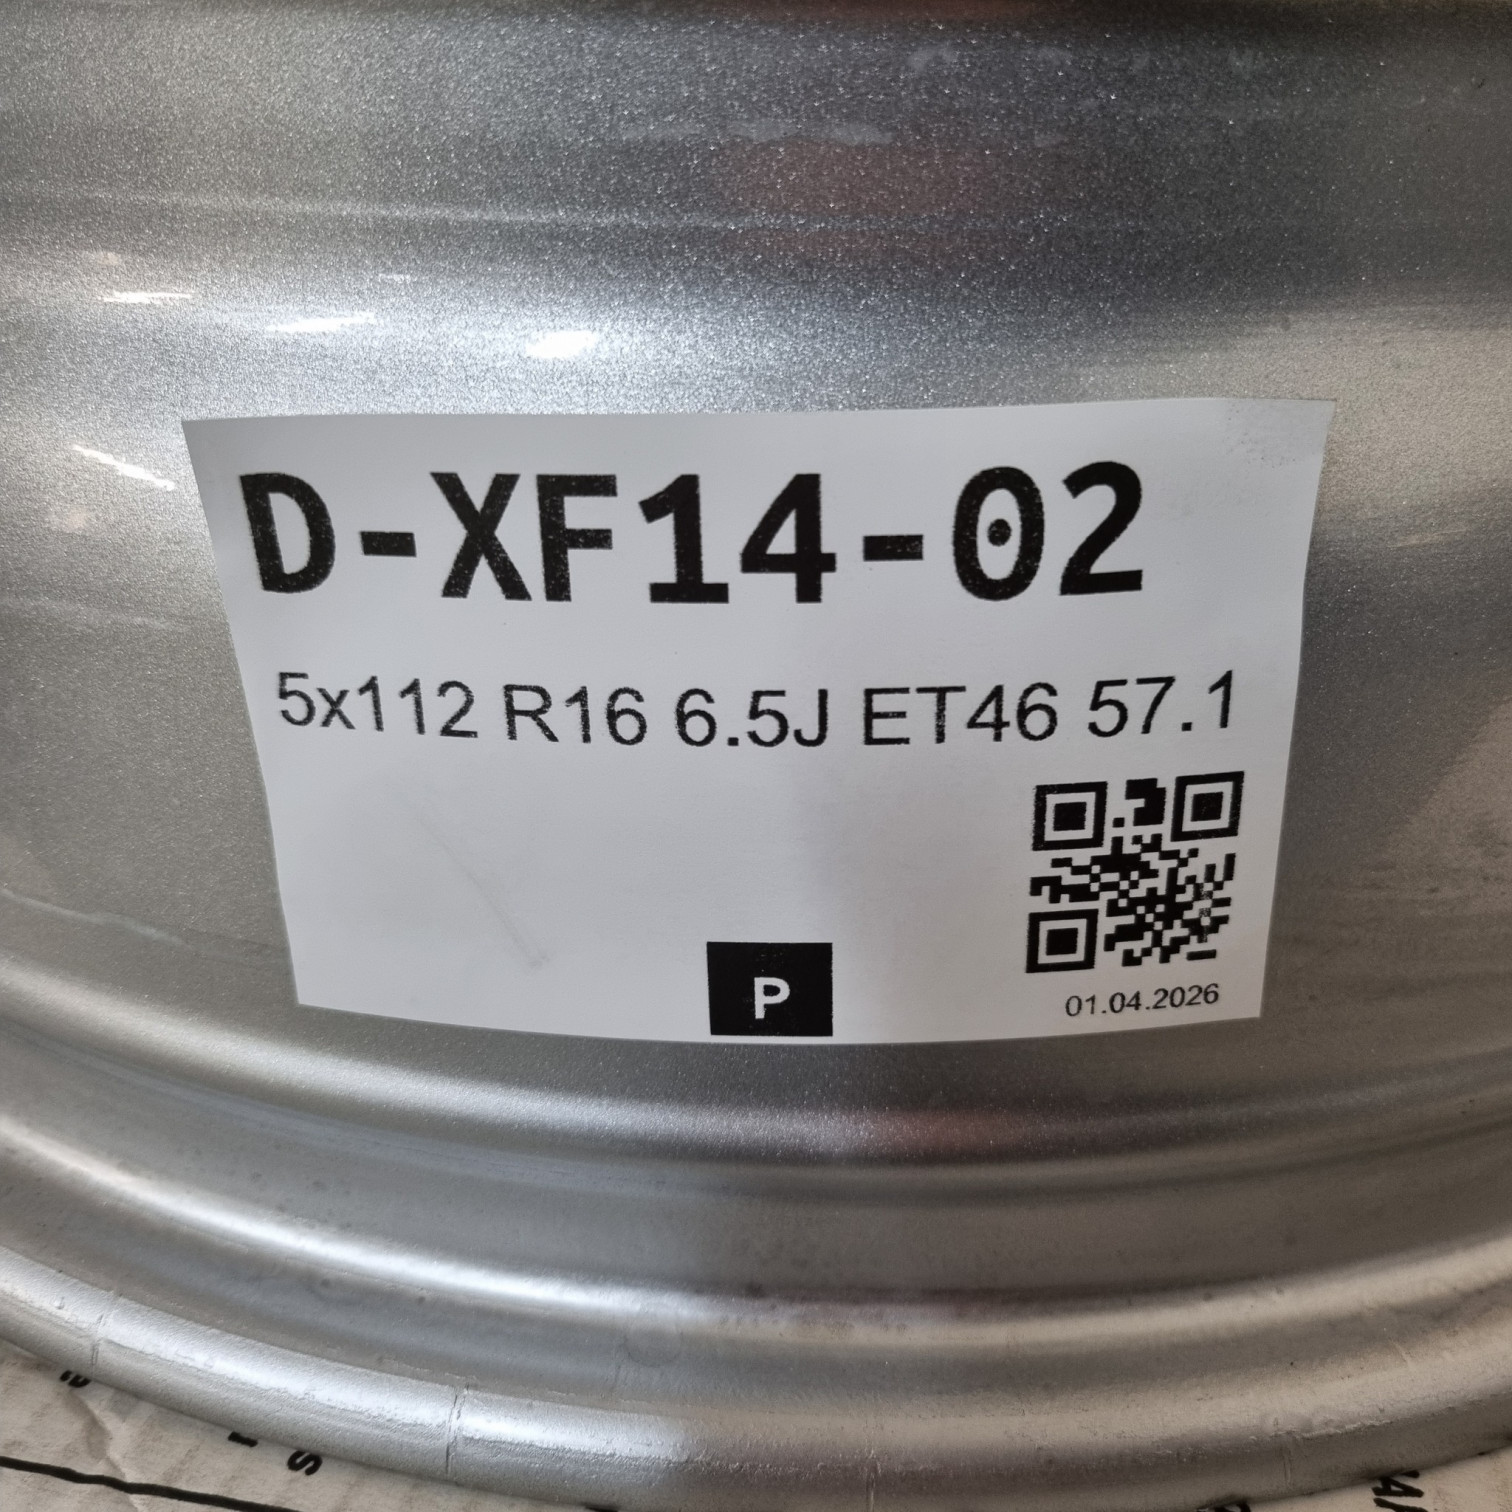 D-XF14-02
5x112 R16 6.5J ET46 57.1
P
01.04.2026